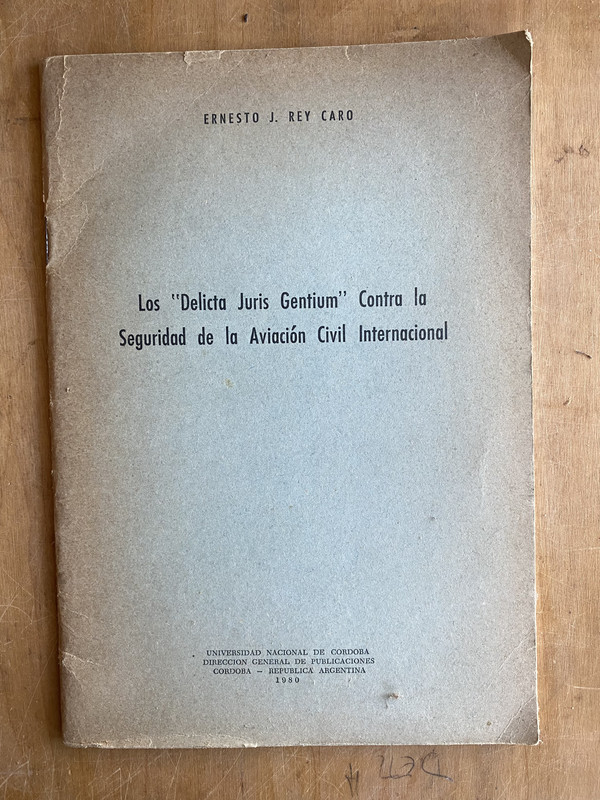 ERNESTO J. REY CARO
Los "Delicta Juris Gentium" Contra la
Seguridad de la Aviación Civil Internacional
UNIVERSIDAD NACIONAL DE CORDOBA
DIRECCION GENERAL DE PUBLICACIONES
CORDOBA — REPUBLICA ARGENTINA
1980